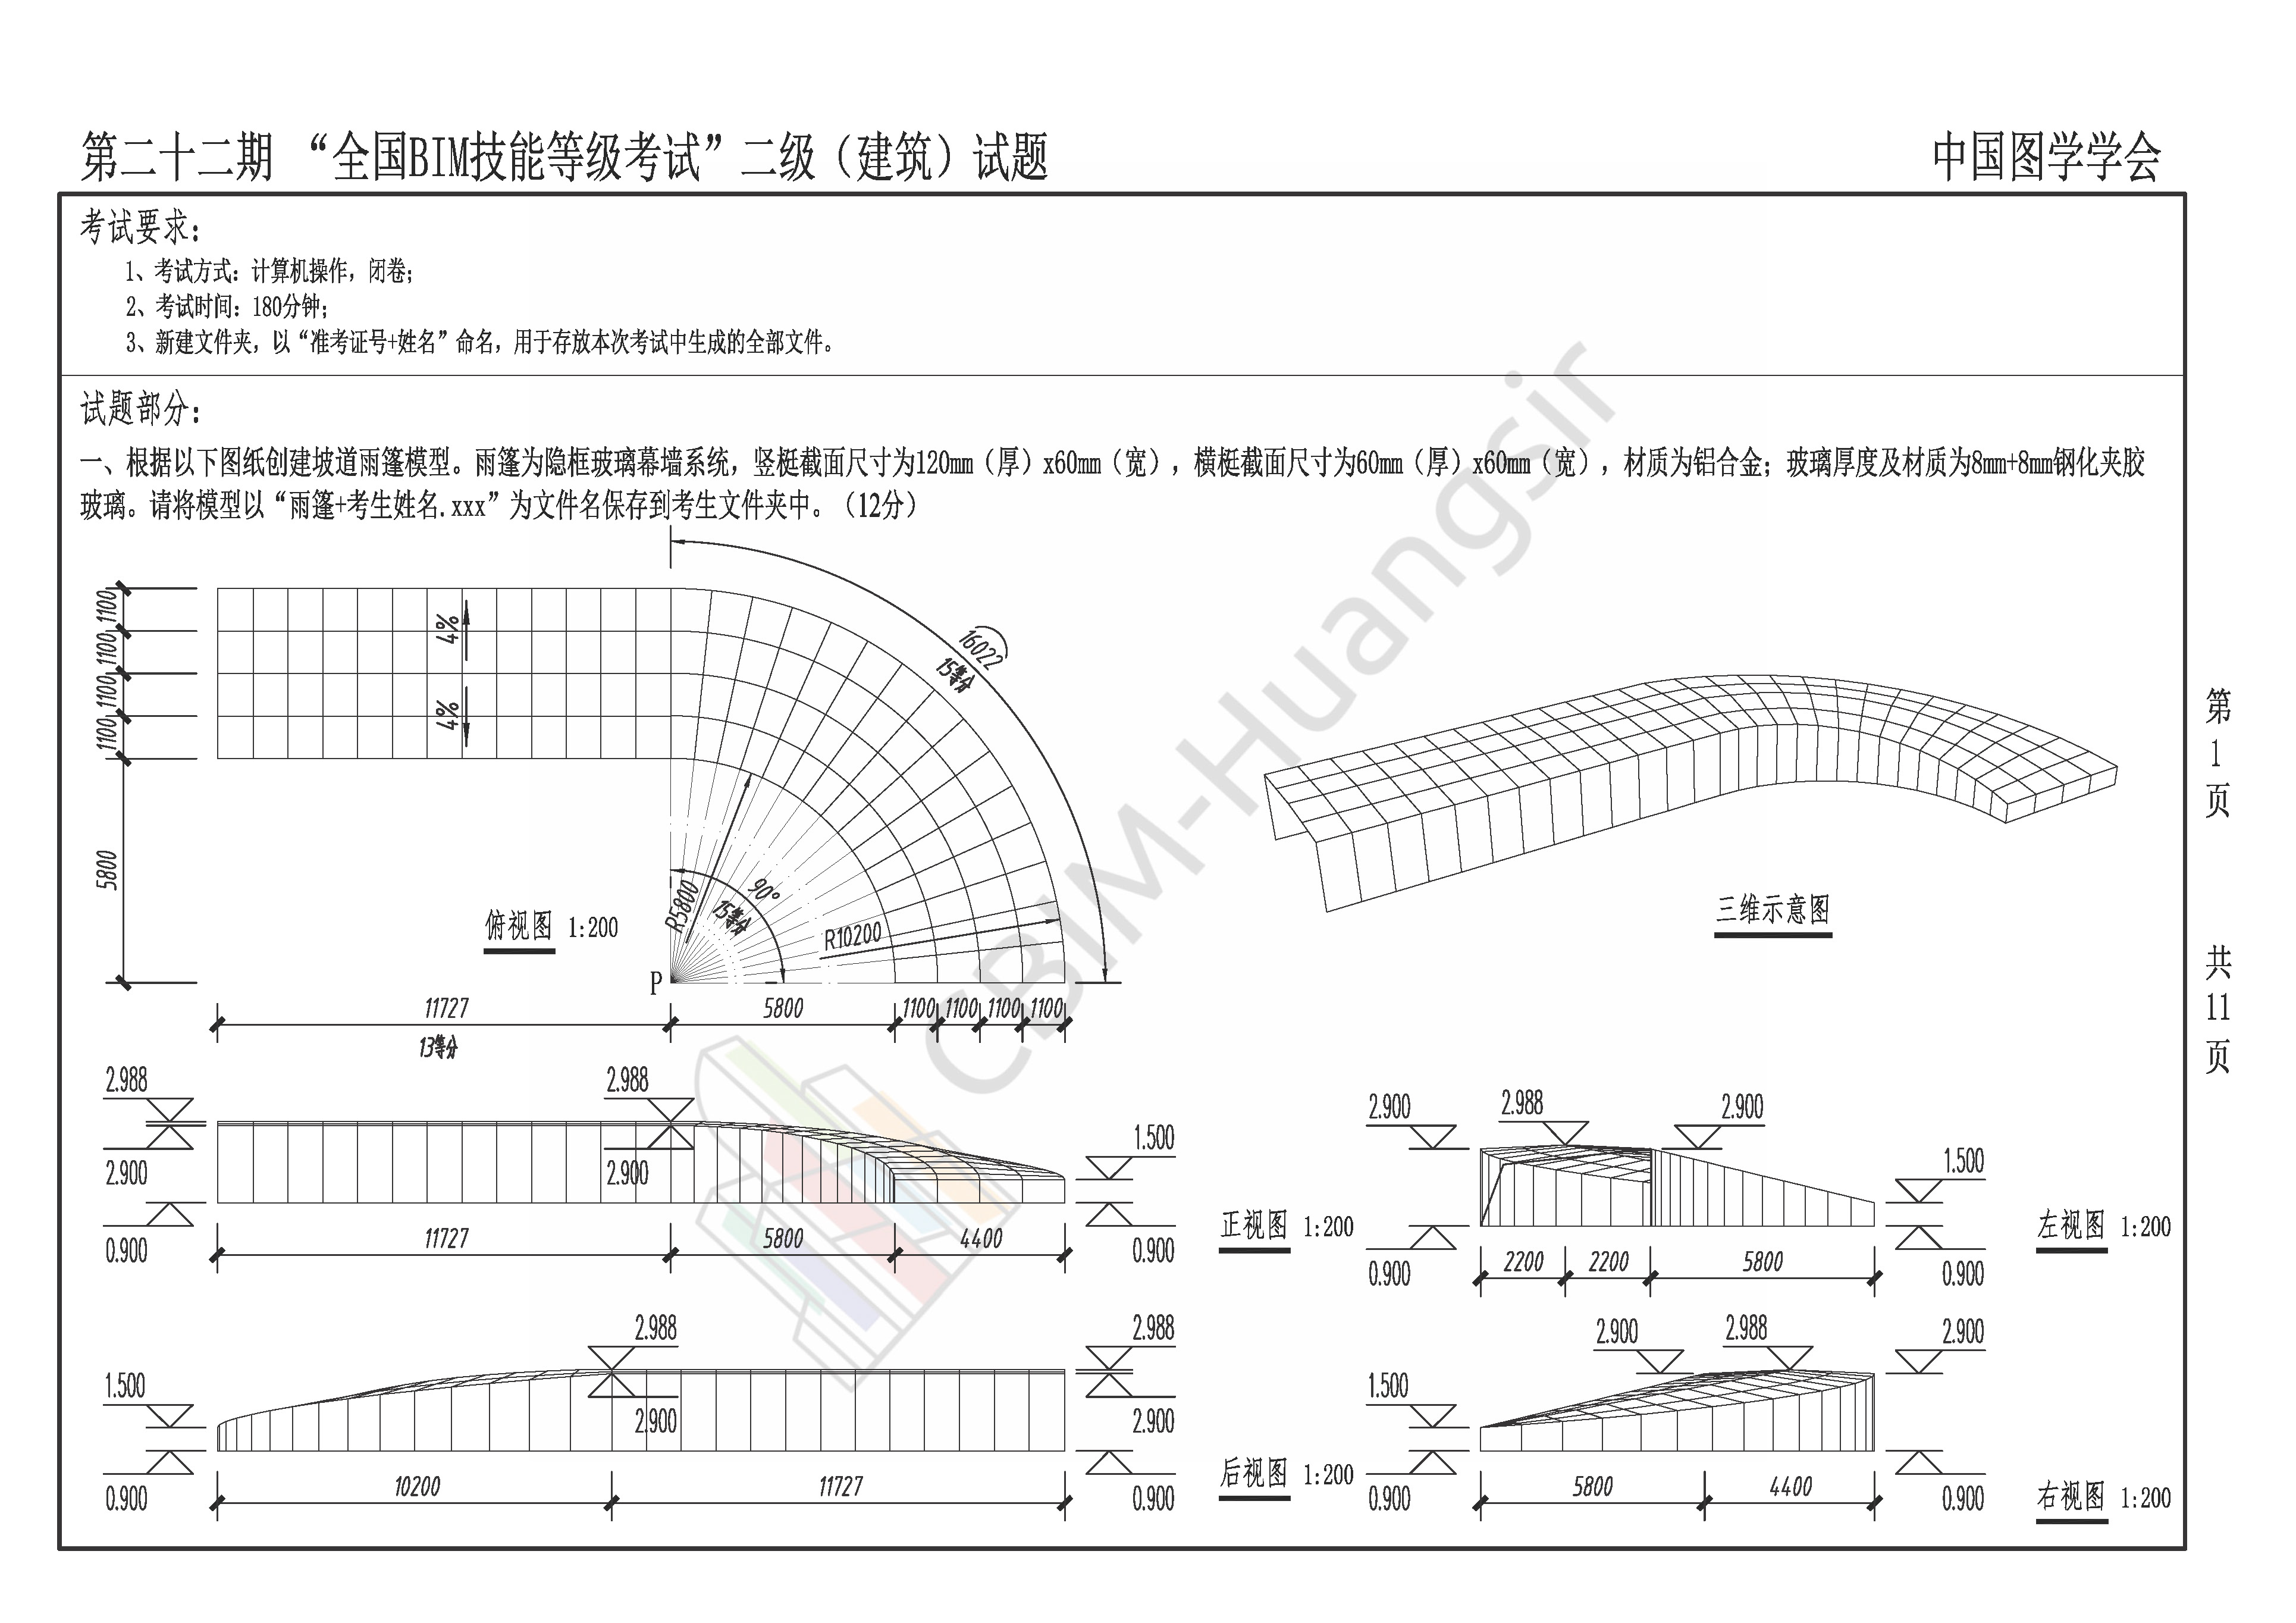 第二十二期 “全国BIM技能等级考试”二级（建筑）试题
中国图学学会
考试要求：
1、考试方式：计算机操作，闭卷；
2、考试时间：180分钟；
3、新建文件夹，以“准考证号+姓名”命名，用于存放本次考试中生成的全部文件。
试题部分：
一、根据以下图纸创建坡道雨篷模型。雨篷为隐框玻璃幕墙系统，竖梃截面尺寸为120mm（厚）x60mm（宽），横梃截面尺寸为60mm（厚）x60mm（宽），材质为铝合金；玻璃厚度及材质为8mm+8mm钢化夹胶
玻璃。请将模型以“雨篷+考生姓名.xxx”为文件名保存到考生文件夹中。（12分）
1100
1100
1100
1100
5800
4%
4%
16022
15等分
R5800
90°
15等分
R10200
P
俯视图 1:200
11727
13等分
5800
1100
1100
1100
1100
三维示意图
2.988
2.900
0.900
2.988
2.900
1.500
0.900
11727
5800
4400
正视图 1:200
2.900
2.988
2.900
1.500
0.900
0.900
2200
2200
5800
左视图 1:200
1.500
0.900
2.988
2.900
2.988
2.900
0.900
10200
11727
后视图 1:200
1.500
0.900
2.900
2.988
2.900
0.900
5800
4400
右视图 1:200
第
1
页
共
11
页
CBIM-Huangsir